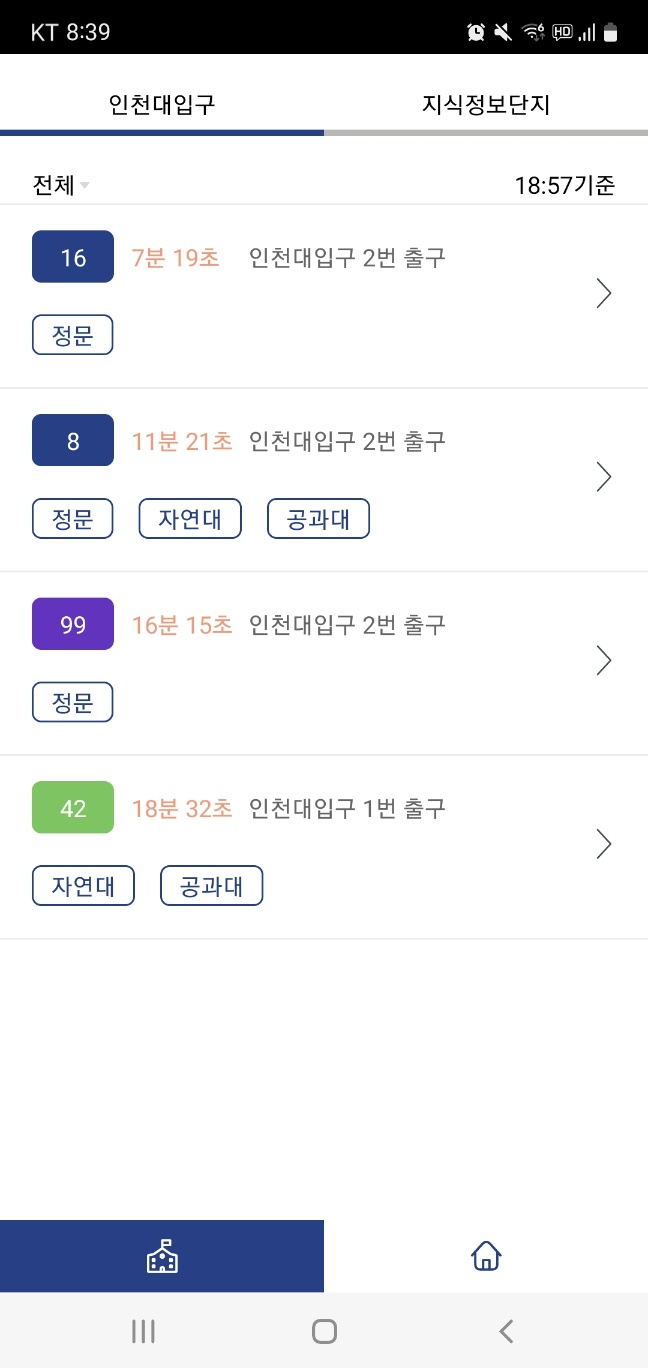 KT 8:39
HD
인천대입구 지식정보단지
전체 18:57기준
16 7분 19초 인천대입구 2번 출구
정문
8 11분 21초 인천대입구 2번 출구
정문 자연대 공과대
99 16분 15초 인천대입구 2번 출구
정문
42 18분 32초 인천대입구 1번 출구
자연대 공과대